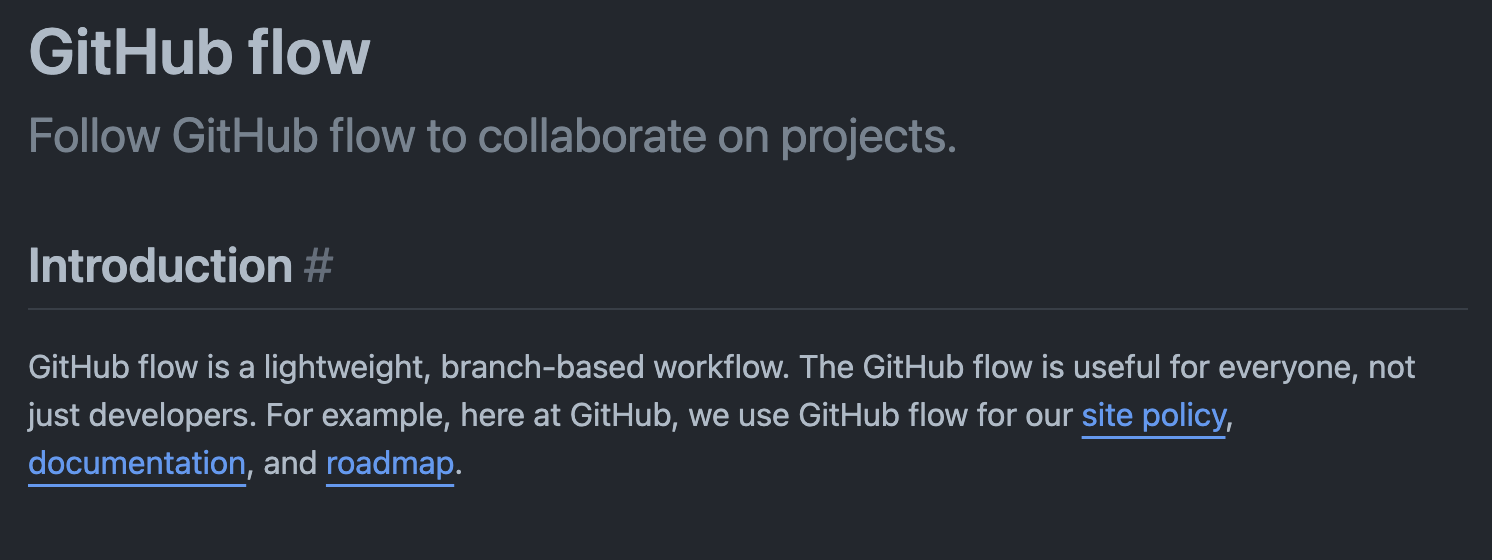 GitHub flow
Follow GitHub flow to collaborate on projects.
Introduction #
GitHub flow is a lightweight, branch-based workflow. The GitHub flow is useful for everyone, not
just developers. For example, here at GitHub, we use GitHub flow for our site policy,
documentation, and roadmap.